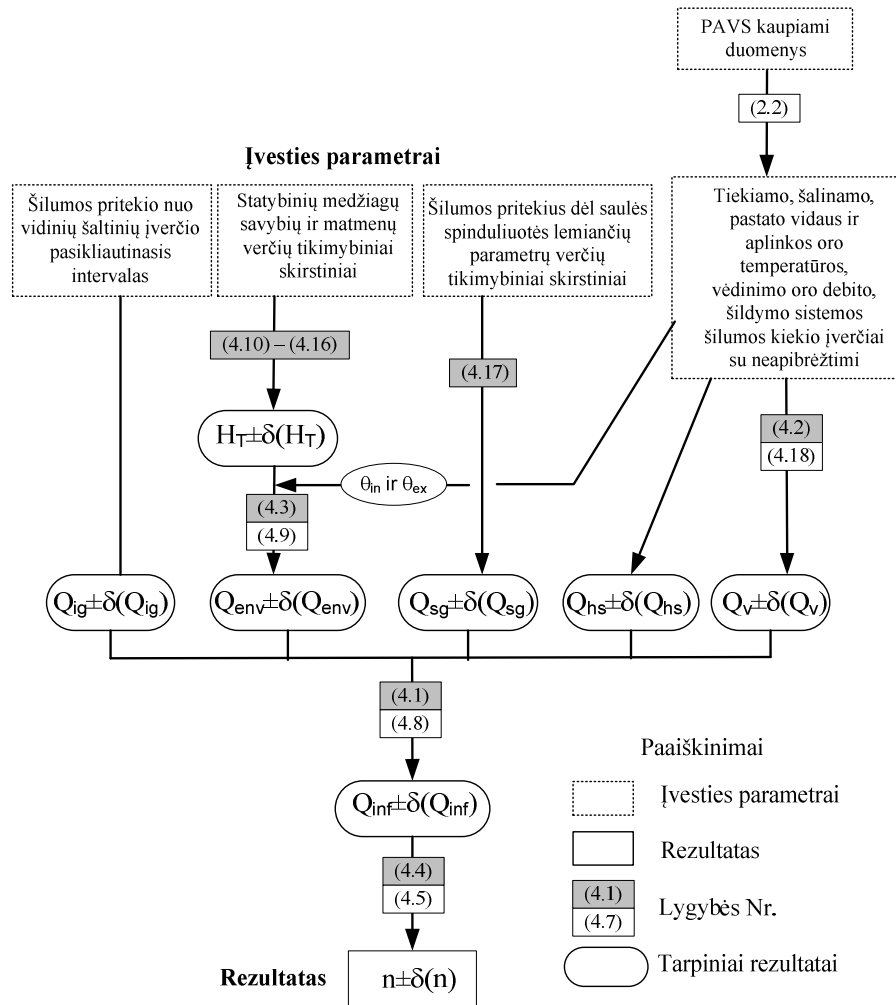 PAVS kaupiami
duomenys
(2.2)
Įvesties parametrai
Šilumos pritekio nuo
vidinių šaltinių įverčio
pasikliautinasis
intervalas
Statybinių medžiagų
savybių ir matmenų
verčių tikimybiniai
skirstiniai
Šilumos pritekius dėl saulės
spinduliuotės lemiančių
parametrų verčių
tikimybiniai skirstiniai
Tiekiamo, šalinamo,
pastato vidaus ir
aplinkos oro
temperatūros,
vėdinimo oro debito,
šildymo sistemos
šilumos kiekio įverčiai
su neapibrėžtimi
(4.10) – (4.16)
(4.17)
(4.2)
(4.18)
H_T±δ(H_T)
θ_in ir θ_ex
(4.3)
(4.9)
Q_ig±δ(Q_ig)
Q_env±δ(Q_env)
Q_sg±δ(Q_sg)
Q_hs±δ(Q_hs)
Q_v±δ(Q_v)
(4.1)
(4.8)
Q_inf±δ(Q_inf)
(4.4)
(4.5)
Rezultatas
n±δ(n)
Paaiškinimai
Įvesties parametrai
Rezultatas
(4.1)
(4.7)
Lygybės Nr.
Tarpiniai rezultatai